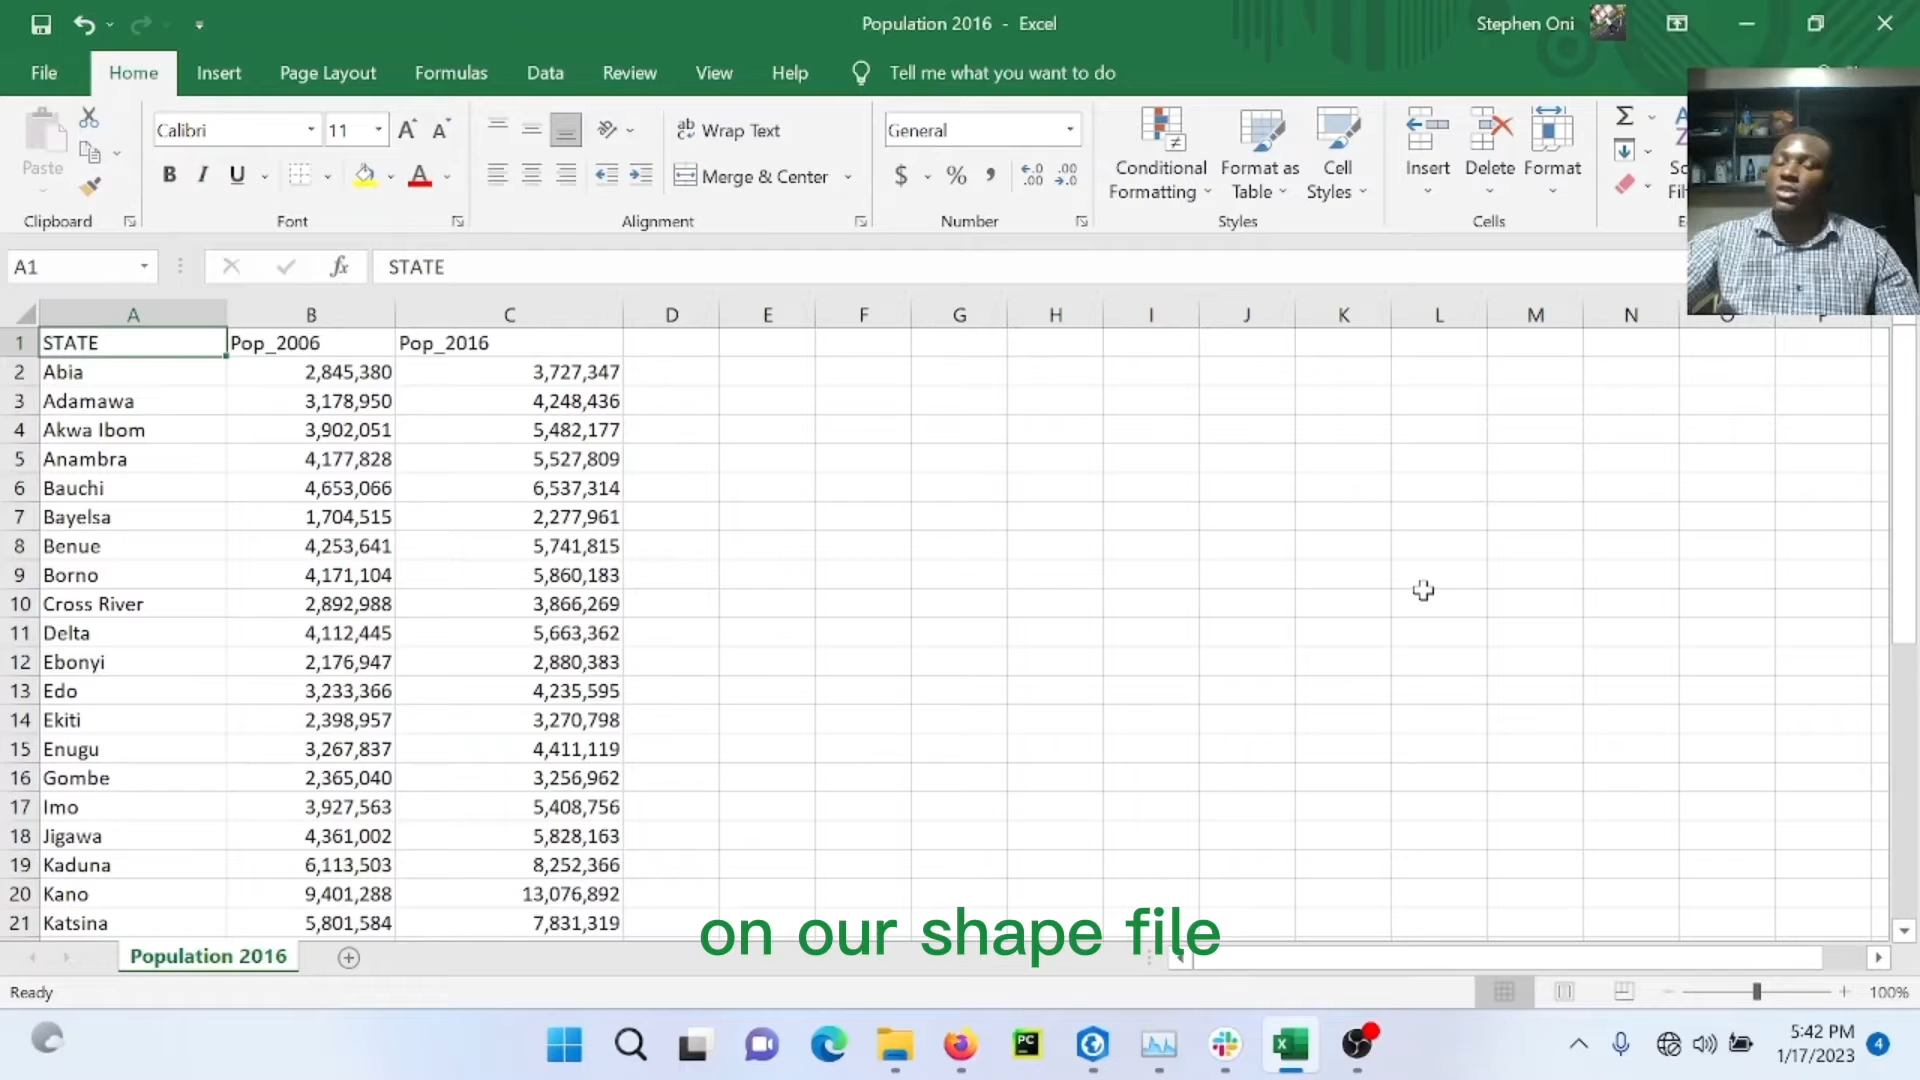 Population 2016 - Excel
Stephen Oni
File Home Insert Page Layout Formulas Data Review View Help Tell me what you want to do
Calibri 11
Wrap Text
General
Paste
B I U
Merge & Center
$ % ,
Conditional Formatting
Format as Table
Cell Styles
Insert Delete Format
Clipboard Font Alignment Number Styles Cells
A1 fx STATE
A B C D E F G H I J K L M N
1 STATE Pop_2006 Pop_2016
2 Abia 2,845,380 3,727,347
3 Adamawa 3,178,950 4,248,436
4 Akwa Ibom 3,902,051 5,482,177
5 Anambra 4,177,828 5,527,809
6 Bauchi 4,653,066 6,537,314
7 Bayelsa 1,704,515 2,277,961
8 Benue 4,253,641 5,741,815
9 Borno 4,171,104 5,860,183
10 Cross River 2,892,988 3,866,269
11 Delta 4,112,445 5,663,362
12 Ebonyi 2,176,947 2,880,383
13 Edo 3,233,366 4,235,595
14 Ekiti 2,398,957 3,270,798
15 Enugu 3,267,837 4,411,119
16 Gombe 2,365,040 3,256,962
17 Imo 3,927,563 5,408,756
18 Jigawa 4,361,002 5,828,163
19 Kaduna 6,113,503 8,252,366
20 Kano 9,401,288 13,076,892
21 Katsina 5,801,584 7,831,319
on our shape file
Population 2016
Ready
100%
PC
5:42 PM
1/17/2023
4